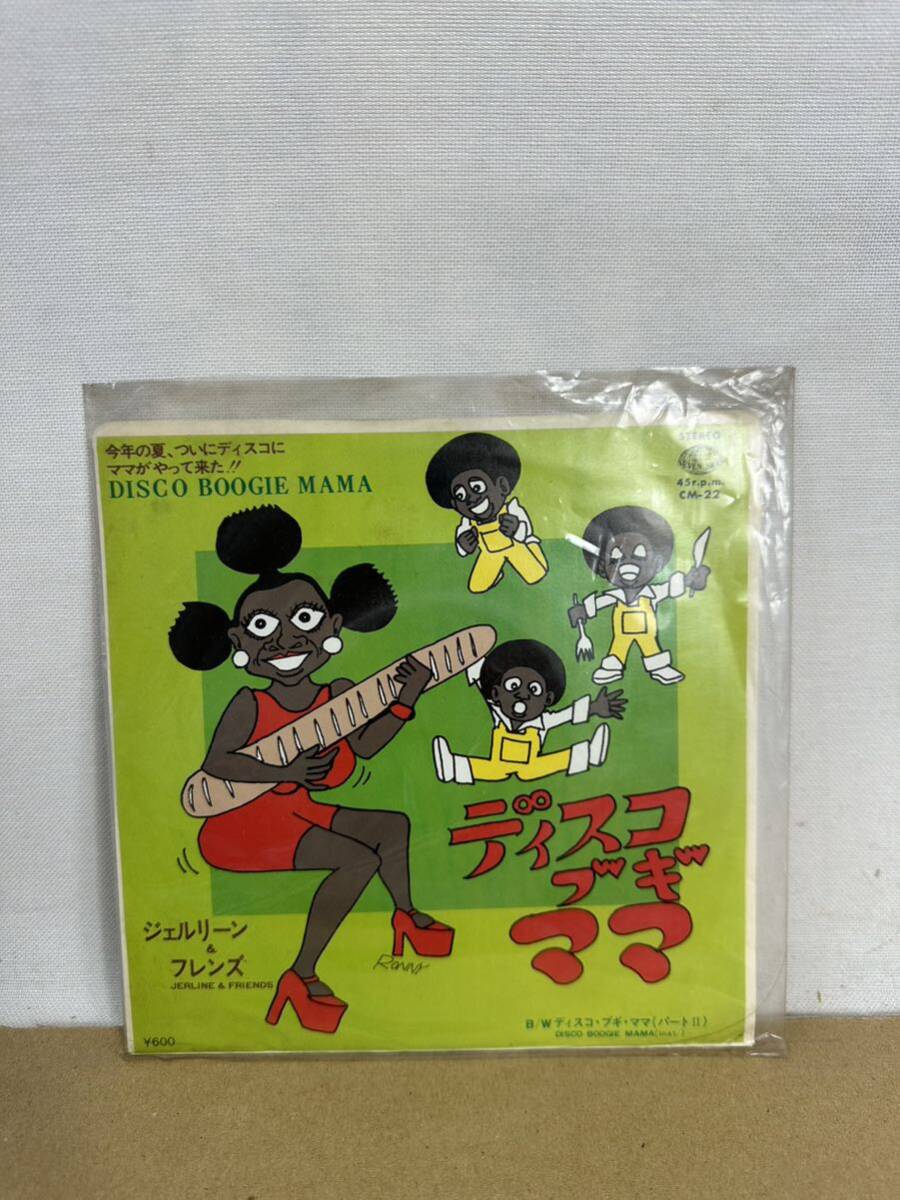 今年の夏、ついにディスコに
ママがやって来た!!
DISCO BOOGIE MAMA
STEREO
SEVEN SEAS
45r.p.m.
CM-22
ディスコ
ブギ
ママ
ジェルリーン
&
フレンズ
JERLINE & FRIENDS
Ronny
B/W ディスコ・ブギ・ママ(パートII)
DISCO BOOGIE MAMA
¥600